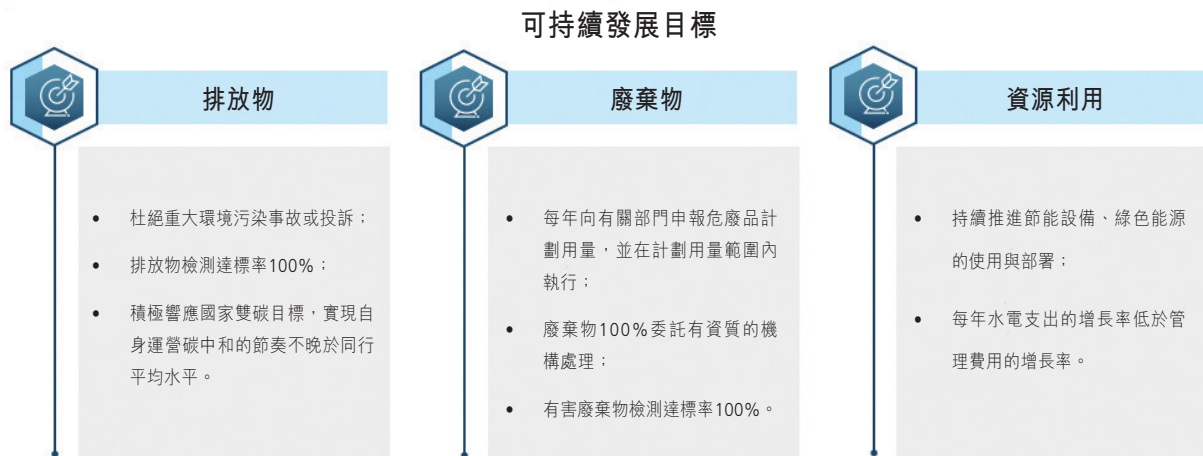 可持續發展目標
排放物
• 杜絕重大環境污染事故或投訴；
• 排放物檢測達標率100%；
• 積極響應國家雙碳目標，實現自
身運營碳中和的節奏不晚於同行
平均水平。
廢棄物
• 每年向有關部門申報危廢品計
劃用量，並在計劃用量範圍內
執行；
• 廢棄物100%委託有資質的機
構處理；
• 有害廢棄物檢測達標率100%。
資源利用
• 持續推進節能設備、綠色能源
的使用與部署；
• 每年水電支出的增長率低於管
理費用的增長率。